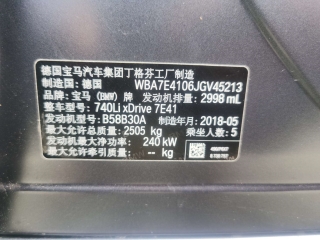 德国宝马汽车集团丁格芬工厂制造
制造国：德国 WBA7E4106JGV45213
品牌：宝马（BMW）牌 发动机排量：2998 mL
整车型号：740Li xDrive 7E41
发动机型号：B58B30A 制造年月：2018-05
最大允许总质量：2505 kg 乘坐人数：5
发动机最大净功率：240 kW
最大允许牵引质量：-- kg